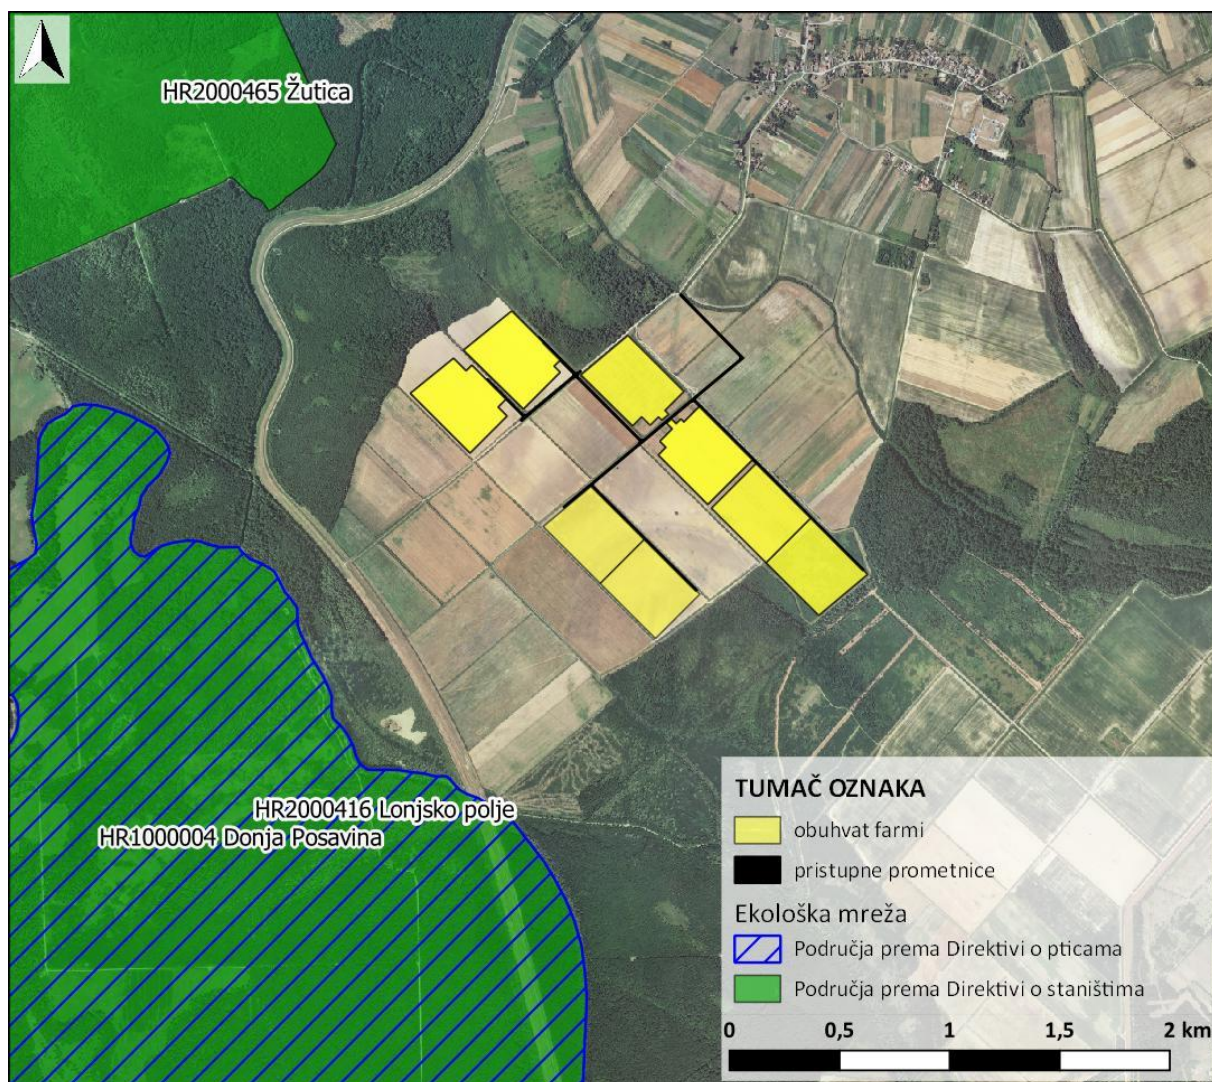 HR2000465 Žutica
HR2000416 Lonjsko polje
HR1000004 Donja Posavina
TUMAČ OZNAKA
obuhvat farmi
pristupne prometnice
Ekološka mreža
Područja prema Direktivi o pticama
Područja prema Direktivi o staništima
0 0,5 1 1,5 2 km